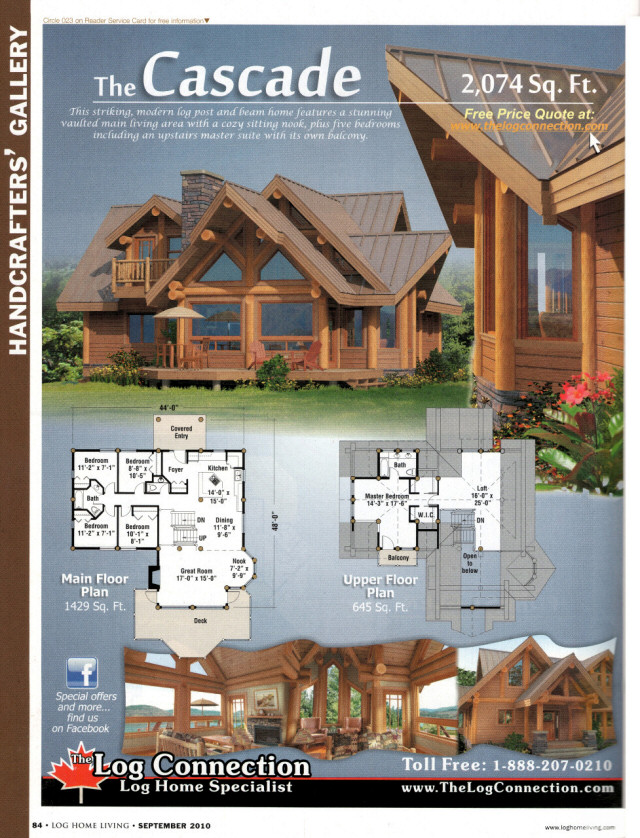 Circle 023 on Reader Service Card for free information▼
HANDCRAFTERS' GALLERY
The Cascade
2,074 Sq. Ft.
This striking, modern log post and beam home features a stunning
vaulted main living area with a cozy sitting nook, plus five bedrooms
including an upstairs master suite with its own balcony.
Free Price Quote at:
www.thelogconnection.com
44'-0"
Covered
Entry
Bedroom
11'-2" x 7'-1"
Bedroom
8'-8" x
10'-5"
Foyer
Kitchen
14'-0" x
15'-0"
Bath
Bedroom
11'-2" x 7'-1"
Bedroom
10'-1" x
8'-1"
DN
UP
Dining
11'-8" x
9'-6"
48'-0"
Great Room
17'-0" x 15'-0"
Nook
7'-2" x
9'-9"
Deck
Main Floor
Plan
1429 Sq. Ft.
Bath
Master Bedroom
14'-3" x 17'-6"
W.I.C.
Loft
16'-0" x
25'-0"
DN
Balcony
Open
to
below
Upper Floor
Plan
645 Sq. Ft.
f
Special offers
and more...
find us
on Facebook
The Log Connection
Log Home Specialist
Toll Free: 1-888-207-0210
www.TheLogConnection.com
84 • LOG HOME LIVING • SEPTEMBER 2010
www.loghomeliving.com